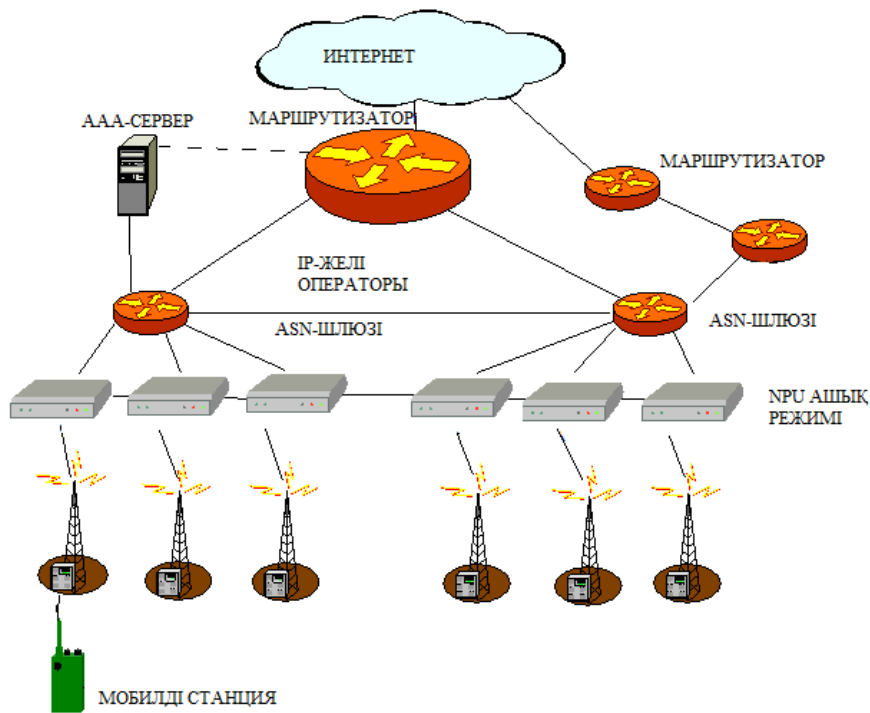 ИНТЕРНЕТ
ААА-СЕРВЕР
МАРШРУТИЗАТОР
МАРШРУТИЗАТОР
IP-ЖЕЛІ
ОПЕРАТОРЫ
ASN-ШЛЮЗІ
ASN-ШЛЮЗІ
NPU АШЫҚ
РЕЖИМІ
МОБИЛДІ СТАНЦИЯ